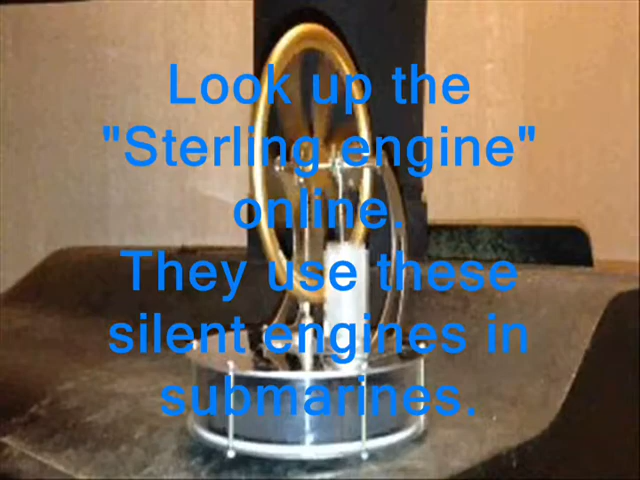 Look up the
"Sterling engine"
online.
They use these
silent engines in
submarines.